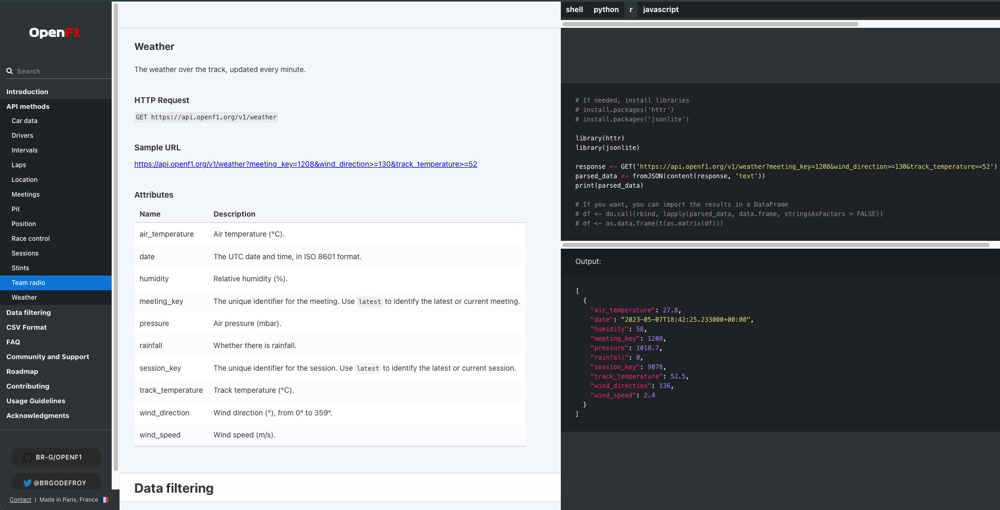 OpenF1
Search
Introduction
API methods
Car data
Drivers
Intervals
Laps
Location
Meetings
Pit
Position
Race control
Sessions
Stints
Team radio
Weather
Data filtering
CSV Format
FAQ
Community and Support
Roadmap
Contributing
Usage Guidelines
Acknowledgments
BR-G/OPENF1
@BRGODEFROY
Contact | Made in Paris, France 🇫🇷
Weather
The weather over the track, updated every minute.
HTTP Request
GET https://api.openf1.org/v1/weather
Sample URL
https://api.openf1.org/v1/weather?meeting_key=1208&wind_direction>=130&track_temperature>=52
Attributes
Name Description
air_temperature Air temperature (°C).
date The UTC date and time, in ISO 8601 format.
humidity Relative humidity (%).
meeting_key The unique identifier for the meeting. Use latest to identify the latest or current meeting.
pressure Air pressure (mbar).
rainfall Whether there is rainfall.
session_key The unique identifier for the session. Use latest to identify the latest or current session.
track_temperature Track temperature (°C).
wind_direction Wind direction (°), from 0° to 359°.
wind_speed Wind speed (m/s).
Data filtering
shell python r javascript
# If needed, install libraries
# install.packages('httr')
# install.packages('jsonlite')
library(httr)
library(jsonlite)
response <- GET('https://api.openf1.org/v1/weather?meeting_key=1208&wind_direction>=130&track_temperature>=52')
parsed_data <- fromJSON(content(response, 'text'))
print(parsed_data)
# If you want, you can import the results in a DataFrame
# df <- do.call(rbind, lapply(parsed_data, data.frame, stringsAsFactors = FALSE))
# df <- as.data.frame(t(as.matrix(df)))
Output:
[
{
"air_temperature": 27.8,
"date": "2023-05-07T18:42:25.233000+00:00",
"humidity": 58,
"meeting_key": 1208,
"pressure": 1018.7,
"rainfall": 0,
"session_key": 9078,
"track_temperature": 52.5,
"wind_direction": 136,
"wind_speed": 2.4
}
]